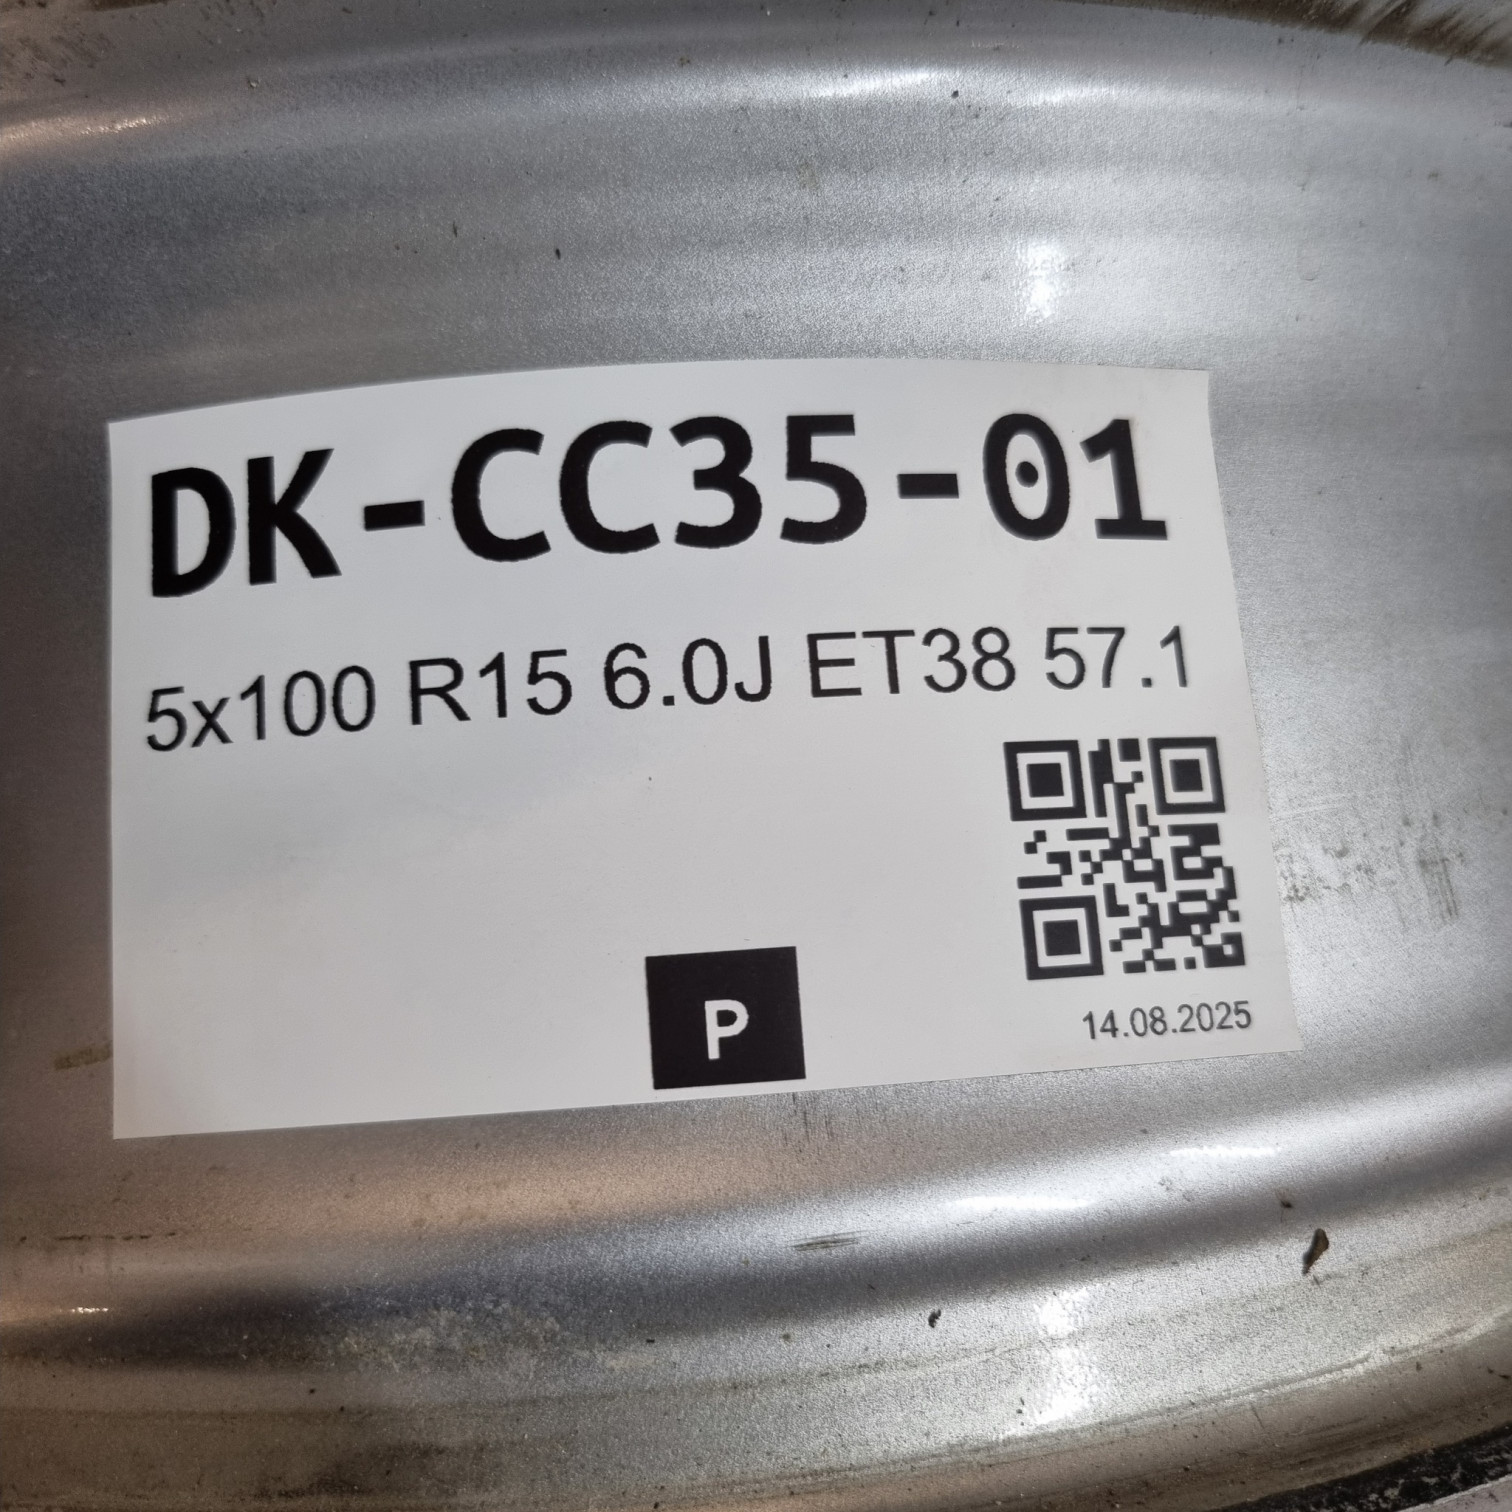 DK-CC35-01
5x100 R15 6.0J ET38 57.1
P
14.08.2025